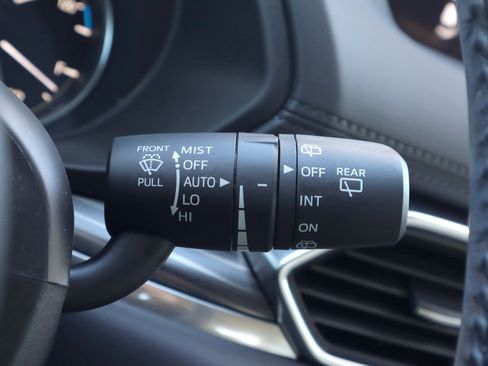 FRONT
PULL
MIST
OFF
AUTO
LO
HI
OFF
INT
ON
REAR